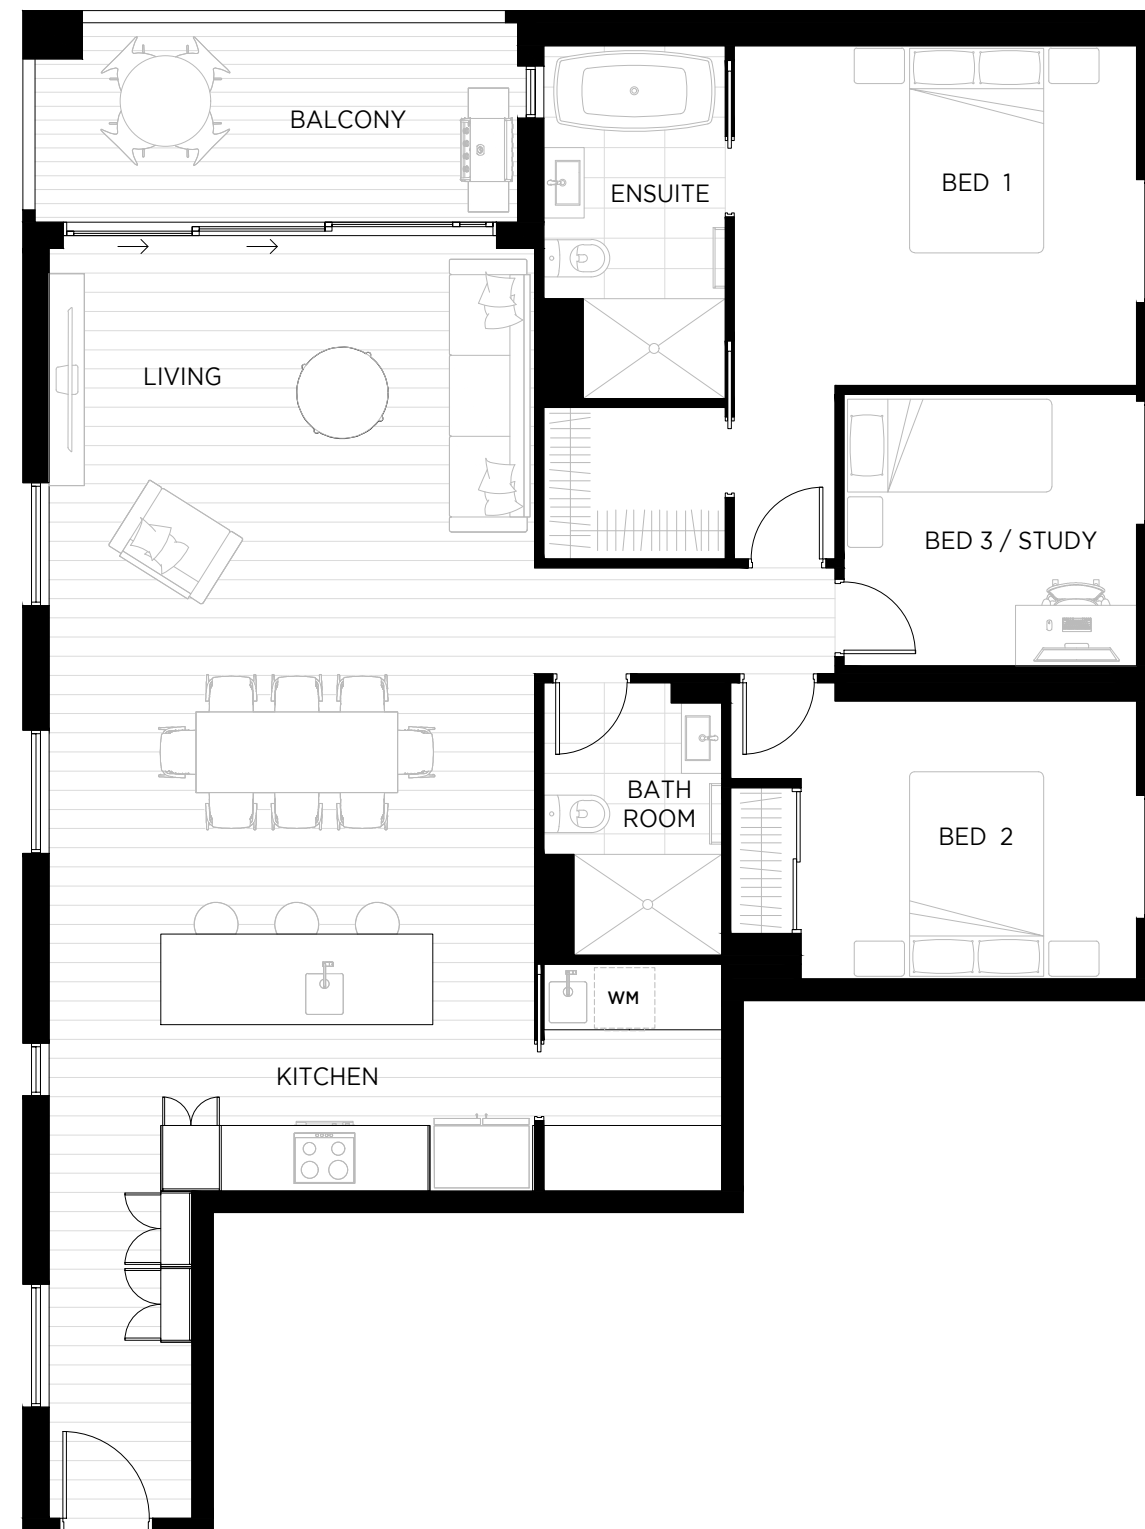 BALCONY
ENSUITE
BED 1
LIVING
BED 3 / STUDY
BATH
ROOM
BED 2
WM
KITCHEN